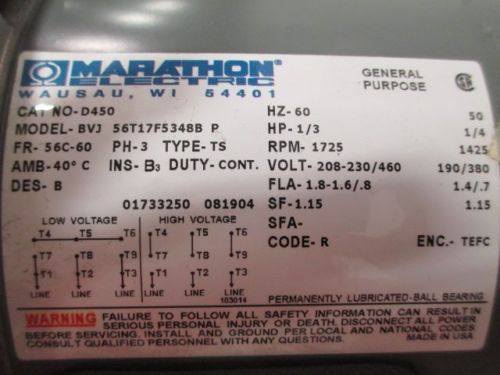 MARATHON
ELECTRIC
WAUSAU, WI 54401
GENERAL
PURPOSE
CAT NO-D450
HZ-60 50
MODEL- BVJ 56T17F5348B P
HP-1/3 1/4
FR- 56C-60 PH-3 TYPE-TS
RPM- 1725 1425
AMB-40°C INS-B3 DUTY-CONT.
VOLT- 208-230/460 190/380
DES- B
FLA- 1.8-1.6/.8 1.4/.7
01733250 081904
SF-1.15 1.15
LOW VOLTAGE HIGH VOLTAGE
SFA-
T4 T5 T6 T4 T5 T6
CODE- R ENC.- TEFC
T7 T8 T9 T7 T8 T9
T1 T2 T3 T1 T2 T3
LINE LINE LINE LINE LINE LINE
103014
PERMANENTLY LUBRICATED-BALL BEARING
WARNING FAILURE TO FOLLOW ALL SAFETY INFORMATION CAN RESULT IN
SERIOUS PERSONAL INJURY OR DEATH. DISCONNECT ALL POWER
BEFORE SERVICING. INSTALL AND GROUND PER LOCAL AND NATIONAL CODES
CONSULT QUALIFIED PERSONNEL WITH ANY QUESTIONS. MADE IN USA